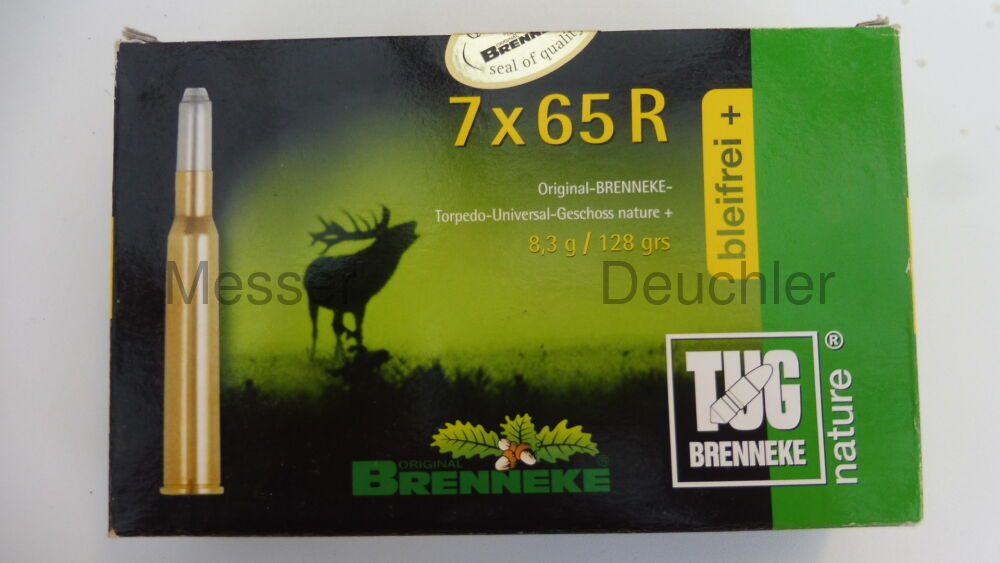 BRENN
seal of quality
7 x 65 R
bleifrei +
Original-BRENNEKE-
Torpedo-Universal-Geschoss nature +
8,3 g / 128 grs
Messer Deuchler
TUG
BRENNEKE
nature ®
ORIGINAL
BRENNEKE ®